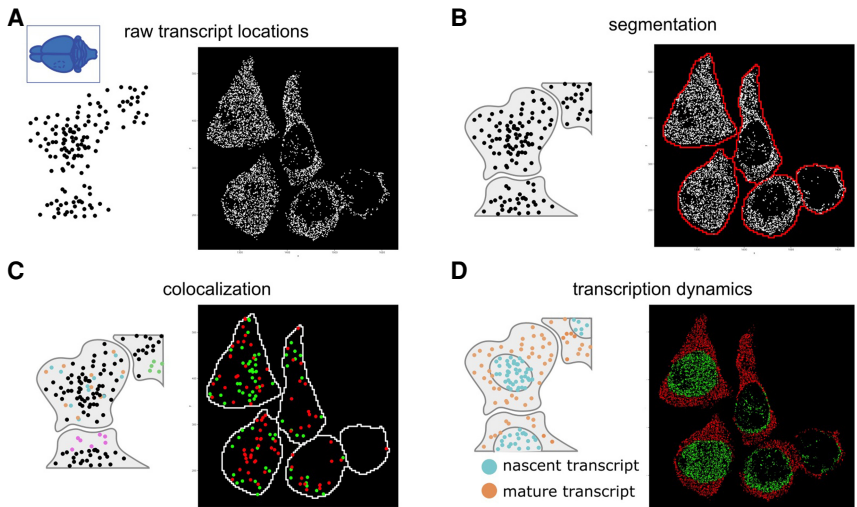 A
raw transcript locations
B
segmentation
C
colocalization
D
transcription dynamics
nascent transcript
mature transcript